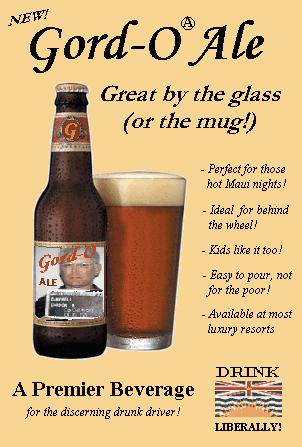 NEW!
Gord-O Ⓐ Ale
Great by the glass
(or the mug!)
- Perfect for those
hot Maui nights!
- Ideal for behind
the wheel!
- Kids like it too!
- Easy to pour, not
for the poor!
- Available at most
luxury resorts
G
Gord-O
ALE
CAMPBELL
GORDON
A Premier Beverage
for the discerning drunk driver!
DRINK
LIBERALLY!